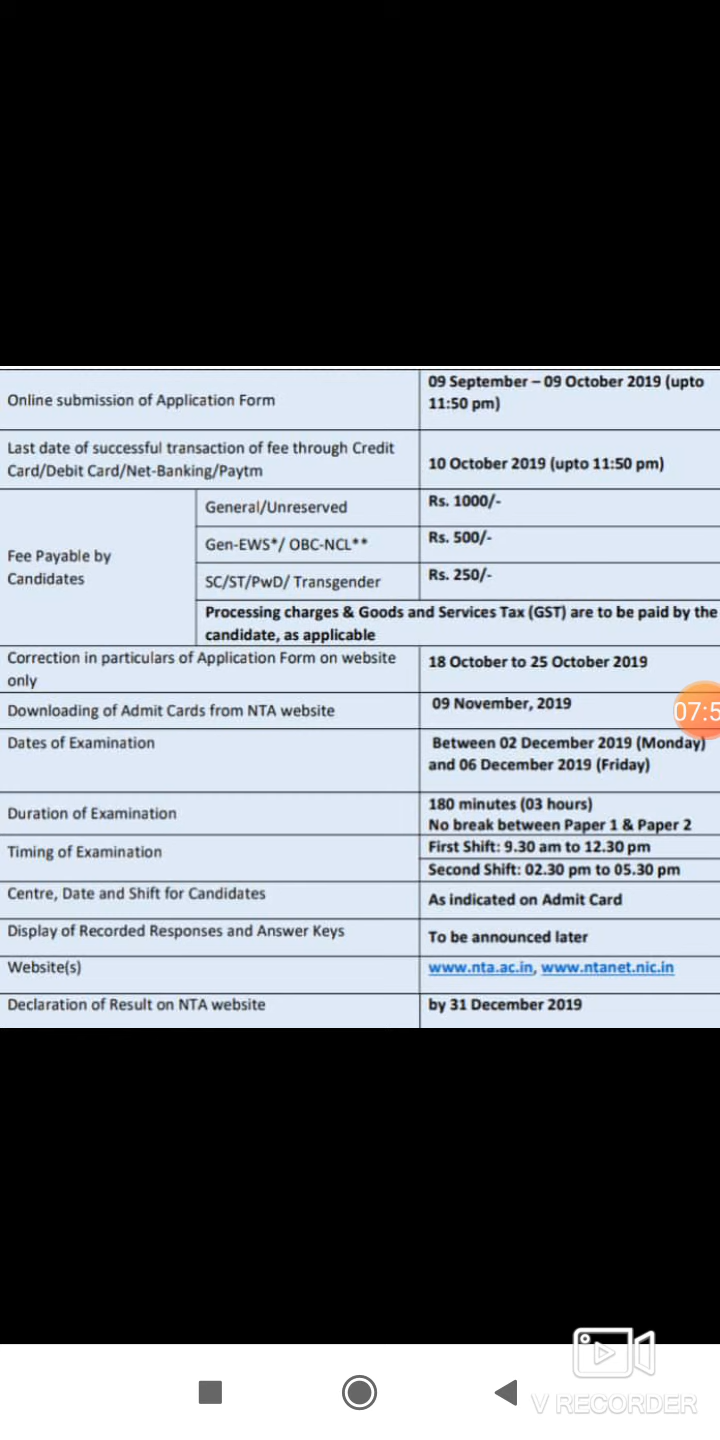 Online submission of Application Form
09 September – 09 October 2019 (upto
11:50 pm)
Last date of successful transaction of fee through Credit
Card/Debit Card/Net-Banking/Paytm
10 October 2019 (upto 11:50 pm)
Fee Payable by
Candidates
General/Unreserved
Rs. 1000/-
Gen-EWS*/ OBC-NCL**
Rs. 500/-
SC/ST/PwD/ Transgender
Rs. 250/-
Processing charges & Goods and Services Tax (GST) are to be paid by the
candidate, as applicable
Correction in particulars of Application Form on website
only
18 October to 25 October 2019
Downloading of Admit Cards from NTA website
09 November, 2019
07:5
Dates of Examination
Between 02 December 2019 (Monday)
and 06 December 2019 (Friday)
Duration of Examination
180 minutes (03 hours)
No break between Paper 1 & Paper 2
Timing of Examination
First Shift: 9.30 am to 12.30 pm
Second Shift: 02.30 pm to 05.30 pm
Centre, Date and Shift for Candidates
As indicated on Admit Card
Display of Recorded Responses and Answer Keys
To be announced later
Website(s)
www.nta.ac.in, www.ntanet.nic.in
Declaration of Result on NTA website
by 31 December 2019
V RECORDER